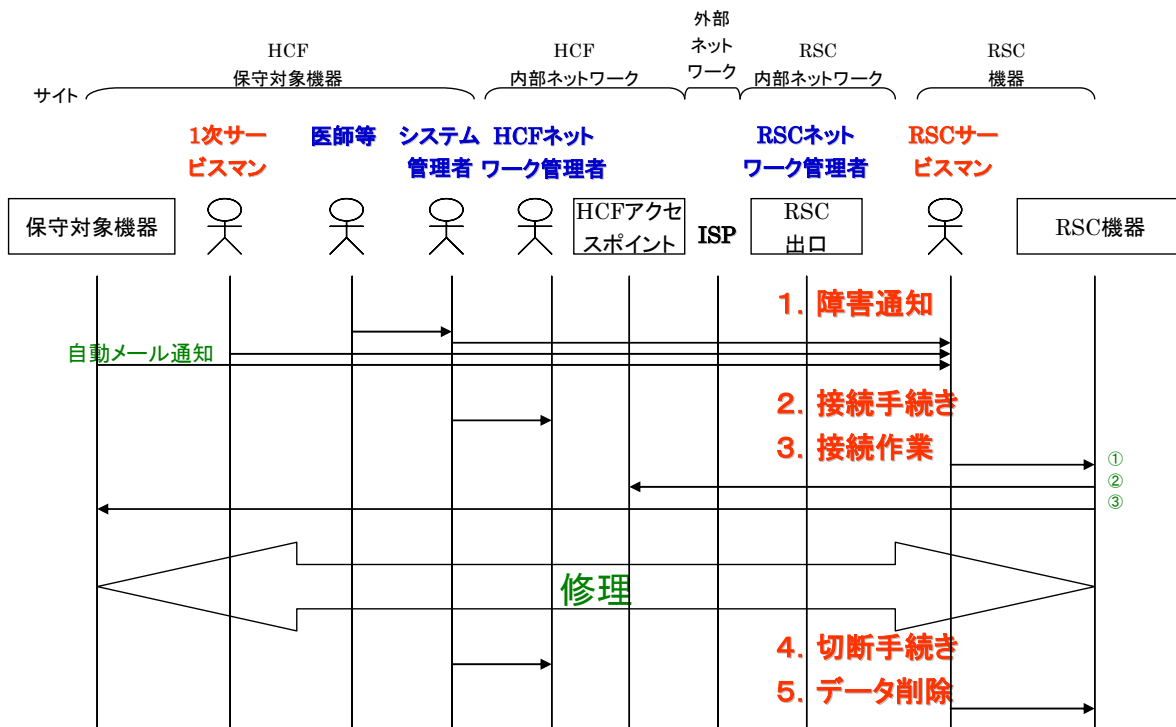 外部
ネット
ワーク
HCF
保守対象機器
HCF
内部ネットワーク
RSC
内部ネットワーク
RSC
機器
サイト
1次サー
ビスマン
医師等
システム
管理者
HCFネット
ワーク管理者
RSCネット
ワーク管理者
RSCサー
ビスマン
保守対象機器
HCFアクセ
スポイント
ISP
RSC
出口
RSC機器
1．障害通知
自動メール通知
2．接続手続き
3．接続作業
①
②
③
修理
4．切断手続き
5．データ削除